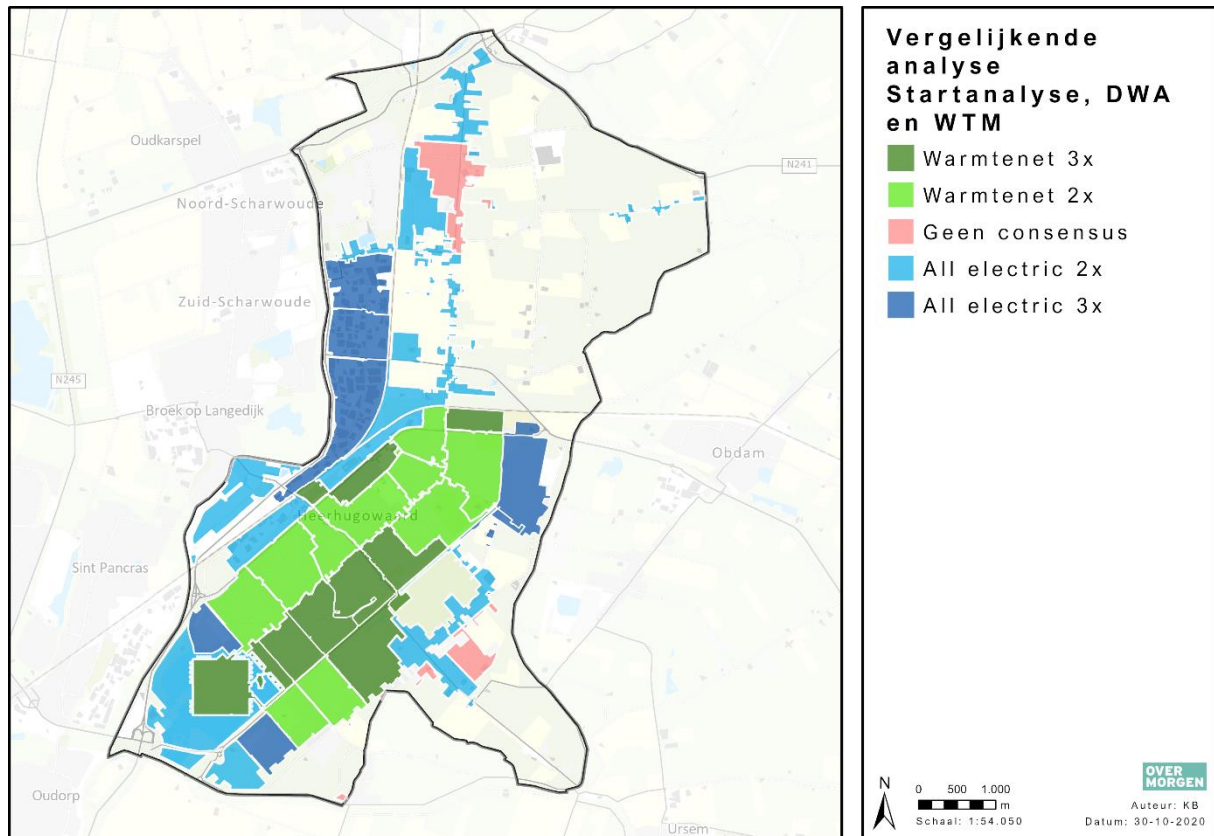 Oudkarspel
N241
Noord-Scharwoude
Zuid-Scharwoude
N245
Broek op Langedijk
Obdam
Heerhugowaard
Sint Pancras
Oudorp
Ursem
Vergelijkende
analyse
Startanalyse, DWA
en WTM
Warmtenet 3x
Warmtenet 2x
Geen consensus
All electric 2x
All electric 3x
OVER
MORGEN
N
0 500 1.000
m
Schaal: 1:54.050
Auteur: KB
Datum: 30-10-2020